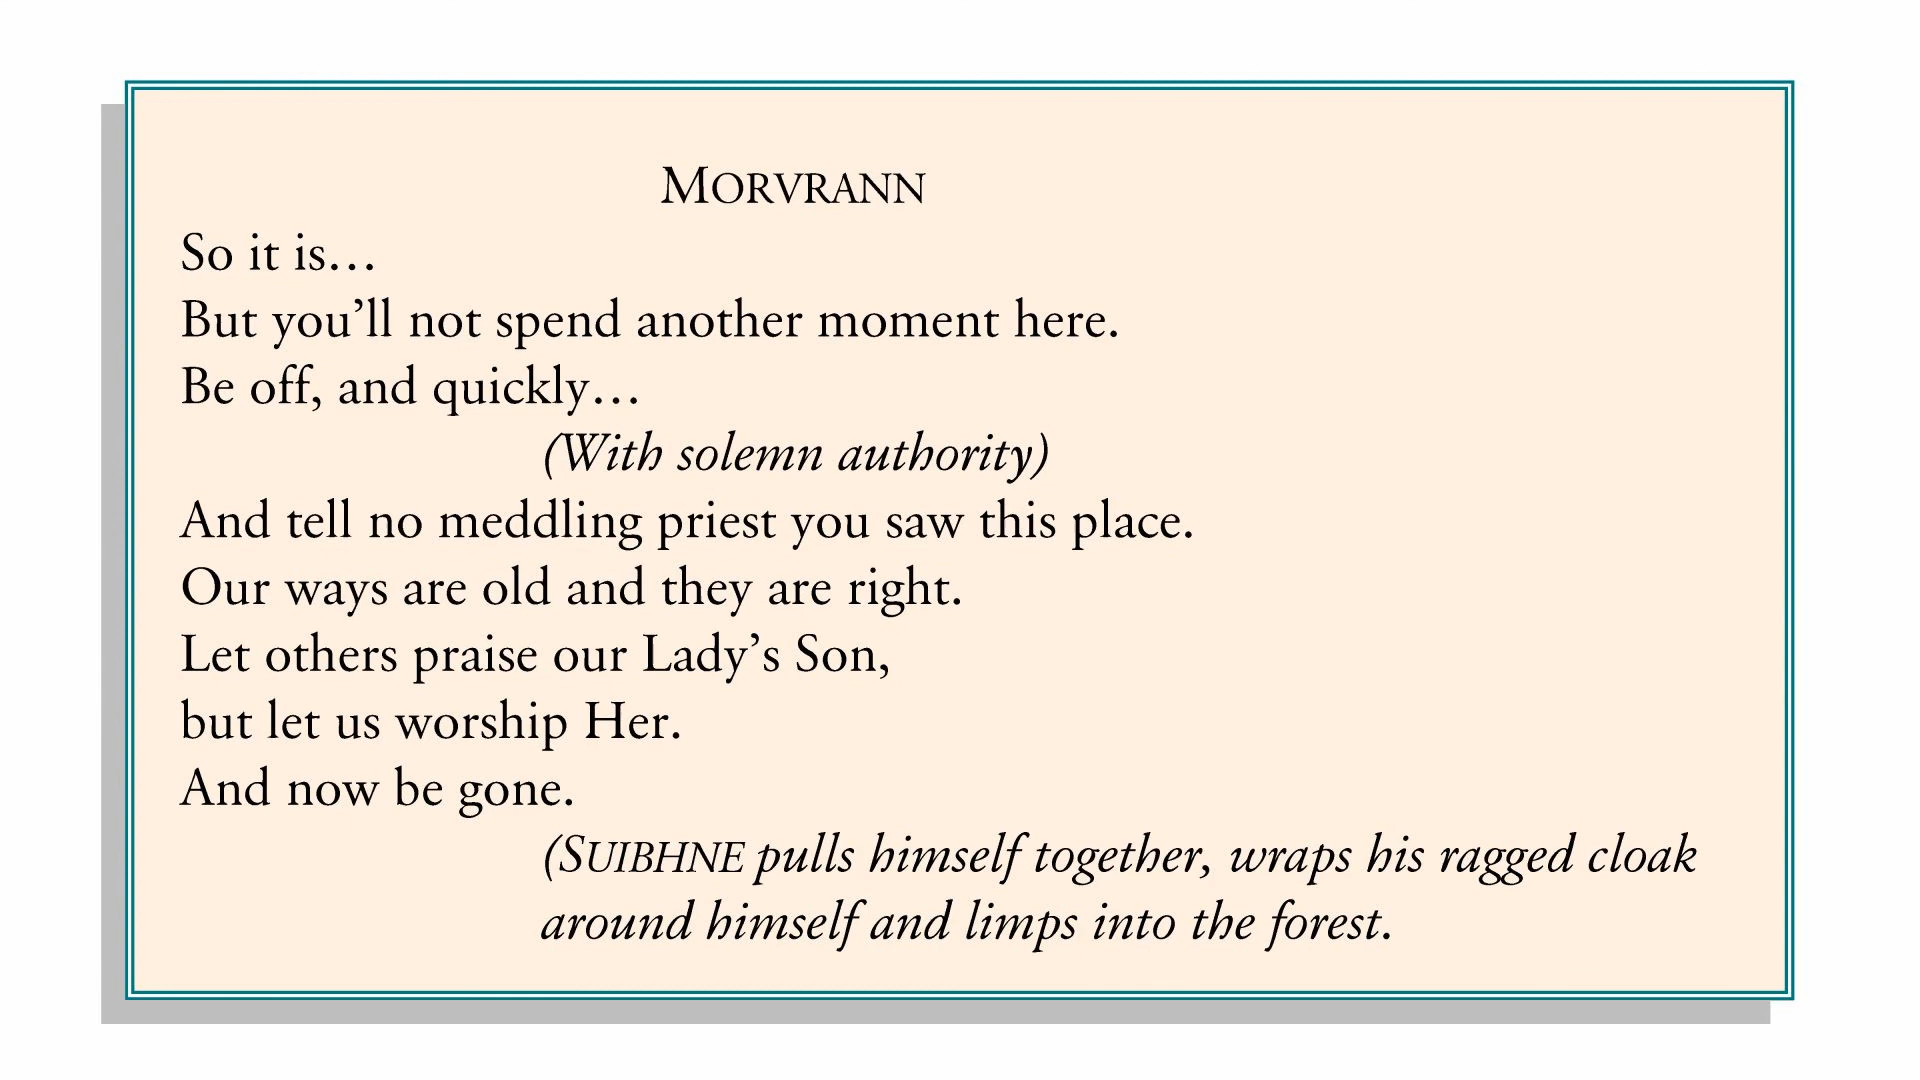 MORVRANN
So it is…
But you’ll not spend another moment here.
Be off, and quickly…
(With solemn authority)
And tell no meddling priest you saw this place.
Our ways are old and they are right.
Let others praise our Lady’s Son,
but let us worship Her.
And now be gone.
(SUIBHNE pulls himself together, wraps his ragged cloak
around himself and limps into the forest.